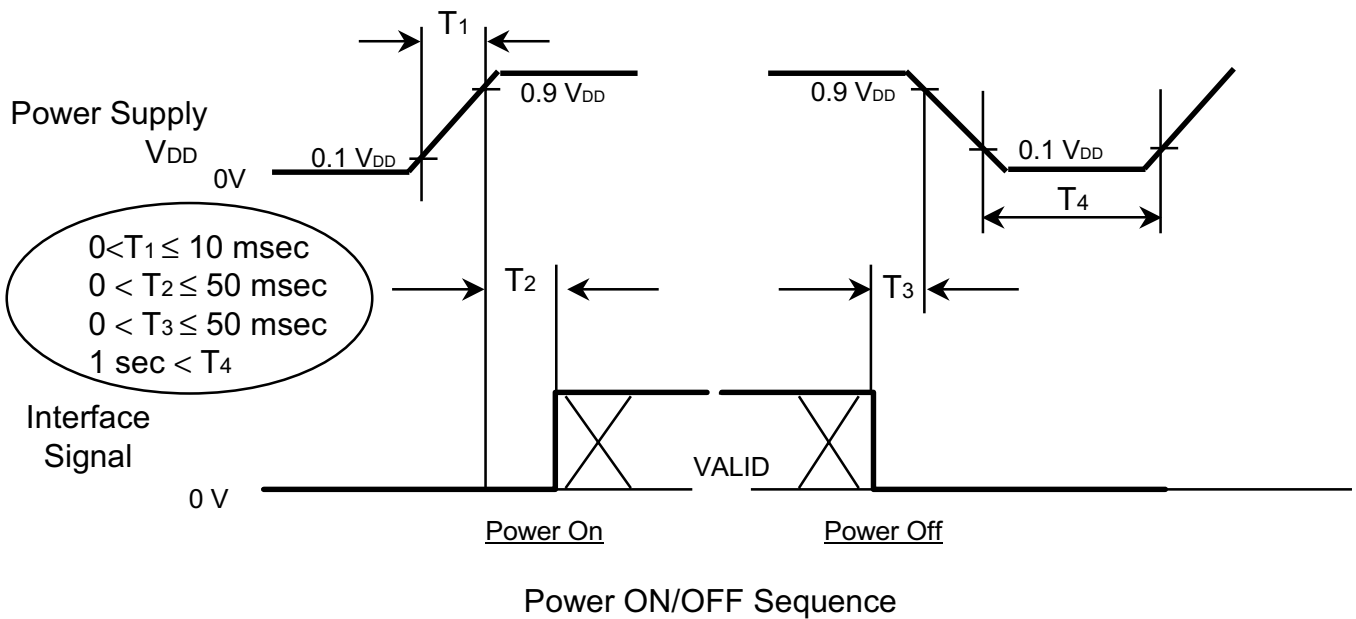 T1
0.9 VDD
0.9 VDD
Power Supply
VDD
0.1 VDD
0.1 VDD
0V
T4
0<T1 ≤ 10 msec
0 < T2 ≤ 50 msec
0 < T3 ≤ 50 msec
1 sec < T4
T2
T3
Interface
Signal
VALID
0 V
Power On
Power Off
Power ON/OFF Sequence